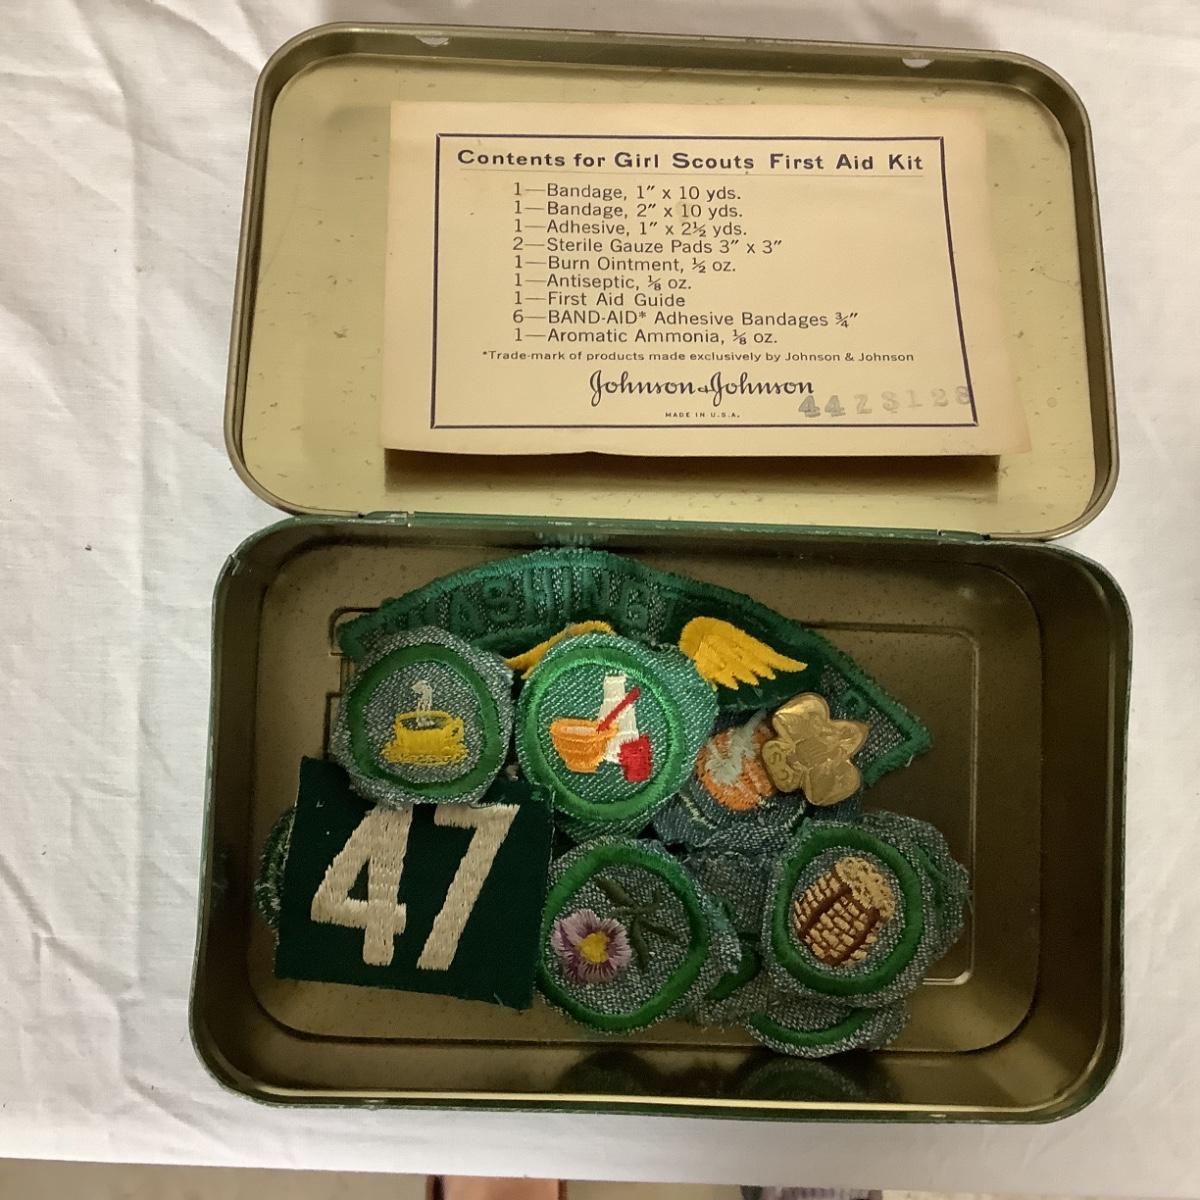 Contents for Girl Scouts First Aid Kit
1—Bandage, 1″ x 10 yds.
1—Bandage, 2″ x 10 yds.
1—Adhesive, 1″ x 2½ yds.
2—Sterile Gauze Pads 3″ x 3″
1—Burn Ointment, ½ oz.
1—Antiseptic, ⅛ oz.
1—First Aid Guide
6—BAND-AID* Adhesive Bandages ¾″
1—Aromatic Ammonia, ⅛ oz.
*Trade-mark of products made exclusively by Johnson & Johnson
Johnson & Johnson
MADE IN U.S.A.
GS
47